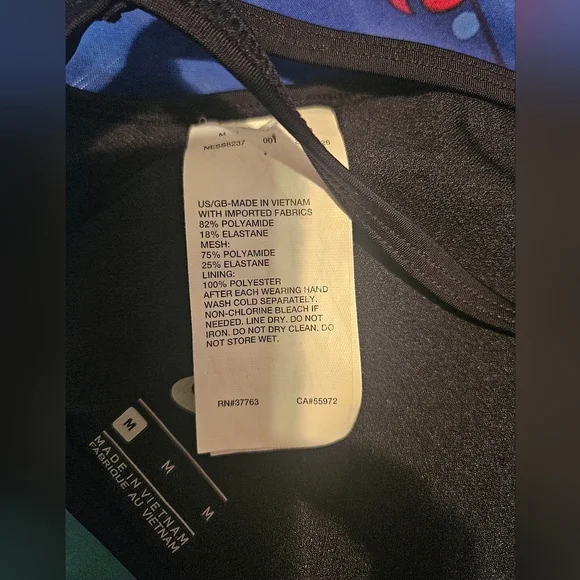 M
NESS8237 001 26
US/GB-MADE IN VIETNAM
WITH IMPORTED FABRICS
82% POLYAMIDE
18% ELASTANE
MESH:
75% POLYAMIDE
25% ELASTANE
LINING:
100% POLYESTER
AFTER EACH WEARING HAND
WASH COLD SEPARATELY.
NON-CHLORINE BLEACH IF
NEEDED. LINE DRY. DO NOT
IRON. DO NOT DRY CLEAN. DO
NOT STORE WET.
RN#37763 CA#55972
M M M
MADE IN VIETNAM
FABRIQUE AU VIETNAM